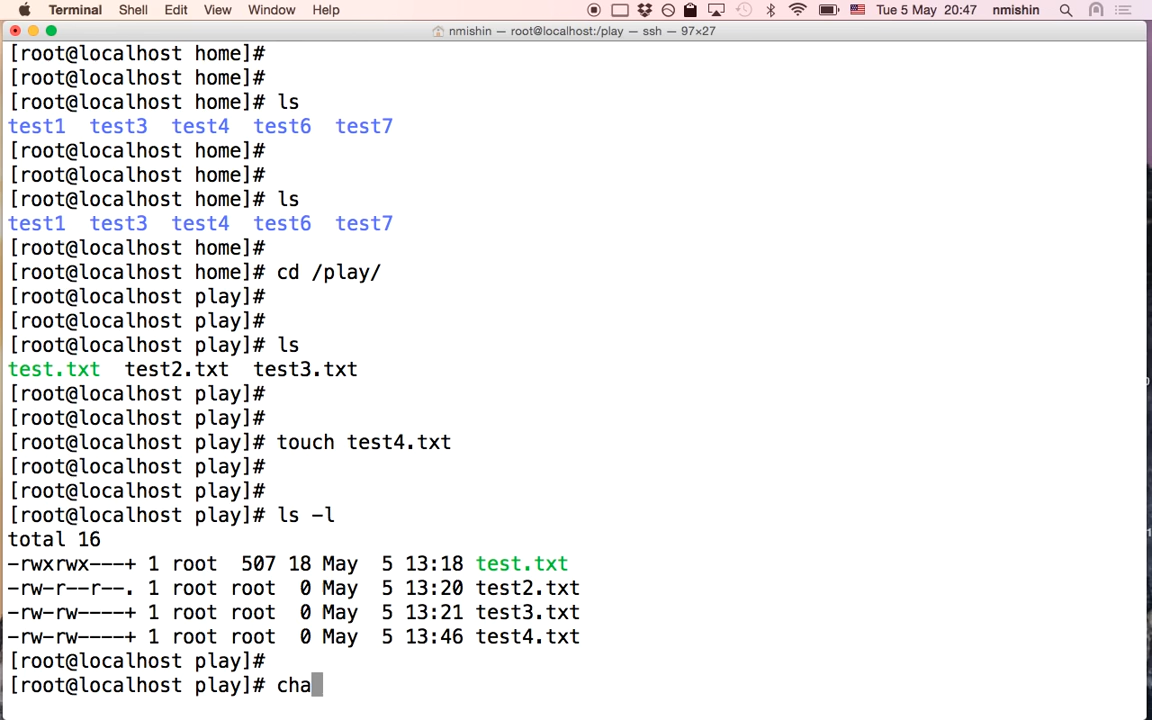 Terminal Shell Edit View Window Help Tue 5 May 20:47 nmishin
nmishin — root@localhost:/play — ssh — 97×27
[root@localhost home]#
[root@localhost home]#
[root@localhost home]# ls
test1 test3 test4 test6 test7
[root@localhost home]#
[root@localhost home]#
[root@localhost home]# ls
test1 test3 test4 test6 test7
[root@localhost home]#
[root@localhost home]# cd /play/
[root@localhost play]#
[root@localhost play]#
[root@localhost play]# ls
test.txt test2.txt test3.txt
[root@localhost play]#
[root@localhost play]#
[root@localhost play]# touch test4.txt
[root@localhost play]#
[root@localhost play]#
[root@localhost play]# ls -l
total 16
-rwxrwx---+ 1 root 507 18 May 5 13:18 test.txt
-rw-r--r--. 1 root root 0 May 5 13:20 test2.txt
-rw-rw----+ 1 root root 0 May 5 13:21 test3.txt
-rw-rw----+ 1 root root 0 May 5 13:46 test4.txt
[root@localhost play]#
[root@localhost play]# cha